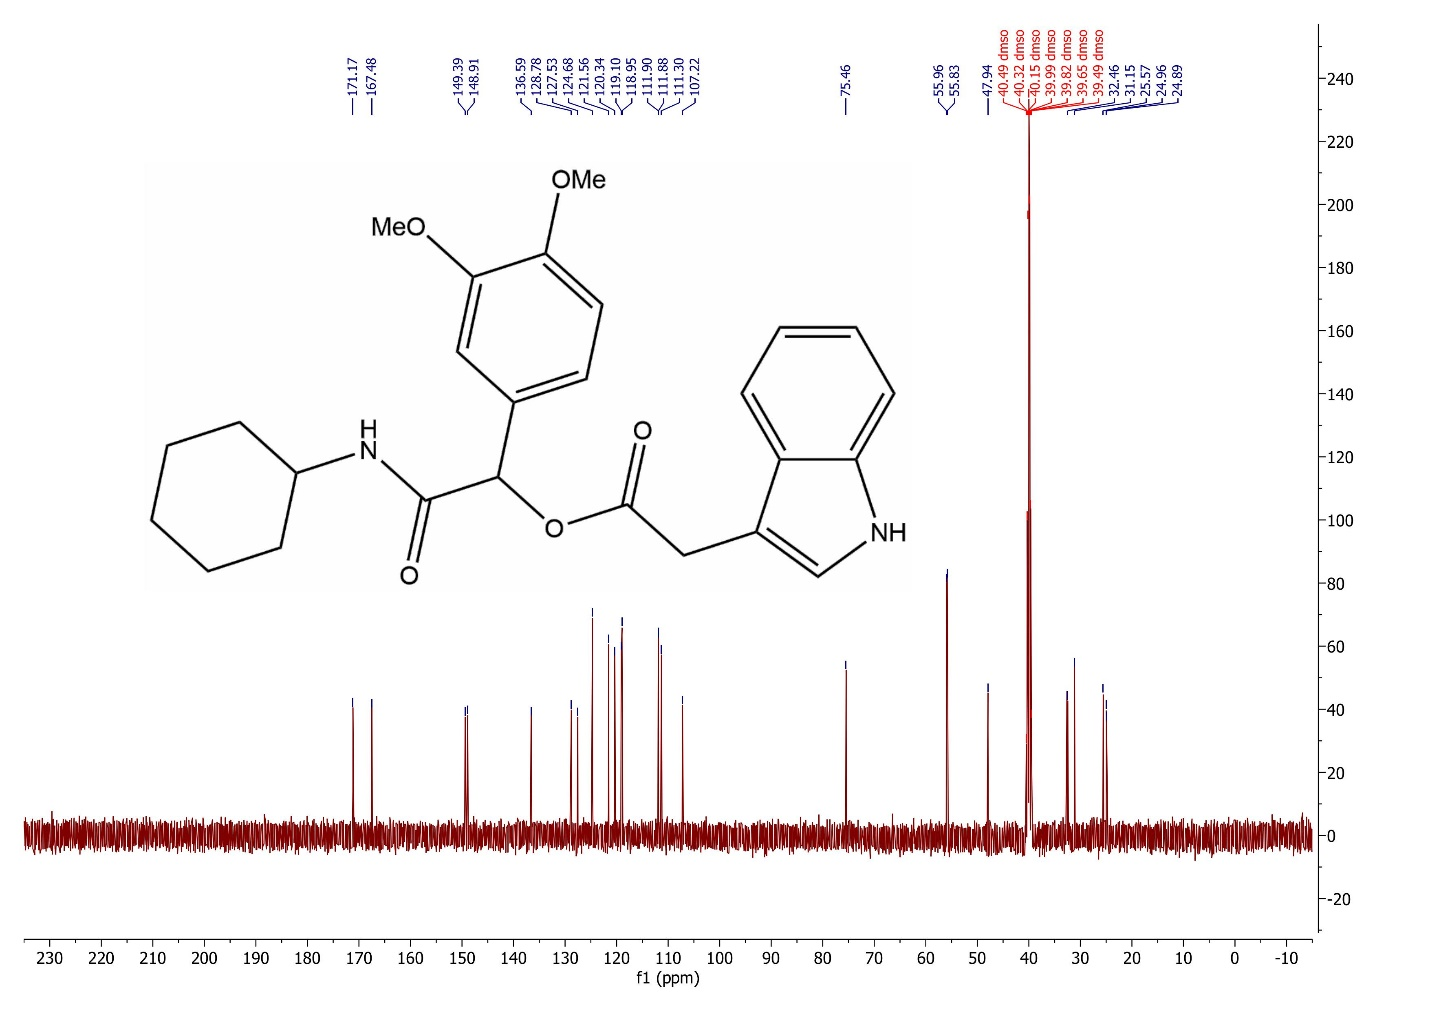 171.17
167.48
149.39
148.91
136.59
128.78
127.53
124.68
121.56
120.34
119.10
118.95
111.90
111.88
111.30
107.22
75.46
55.96
55.83
47.94
40.49 dmso
40.32 dmso
40.15 dmso
39.99 dmso
39.82 dmso
39.65 dmso
39.49 dmso
32.46
31.15
25.57
24.96
24.89
OMe
MeO
H
N
O
O
O
NH
240
220
200
180
160
140
120
100
80
60
40
20
0
-20
230 220 210 200 190 180 170 160 150 140 130 120 110 100 90 80 70 60 50 40 30 20 10 0 -10
f1 (ppm)